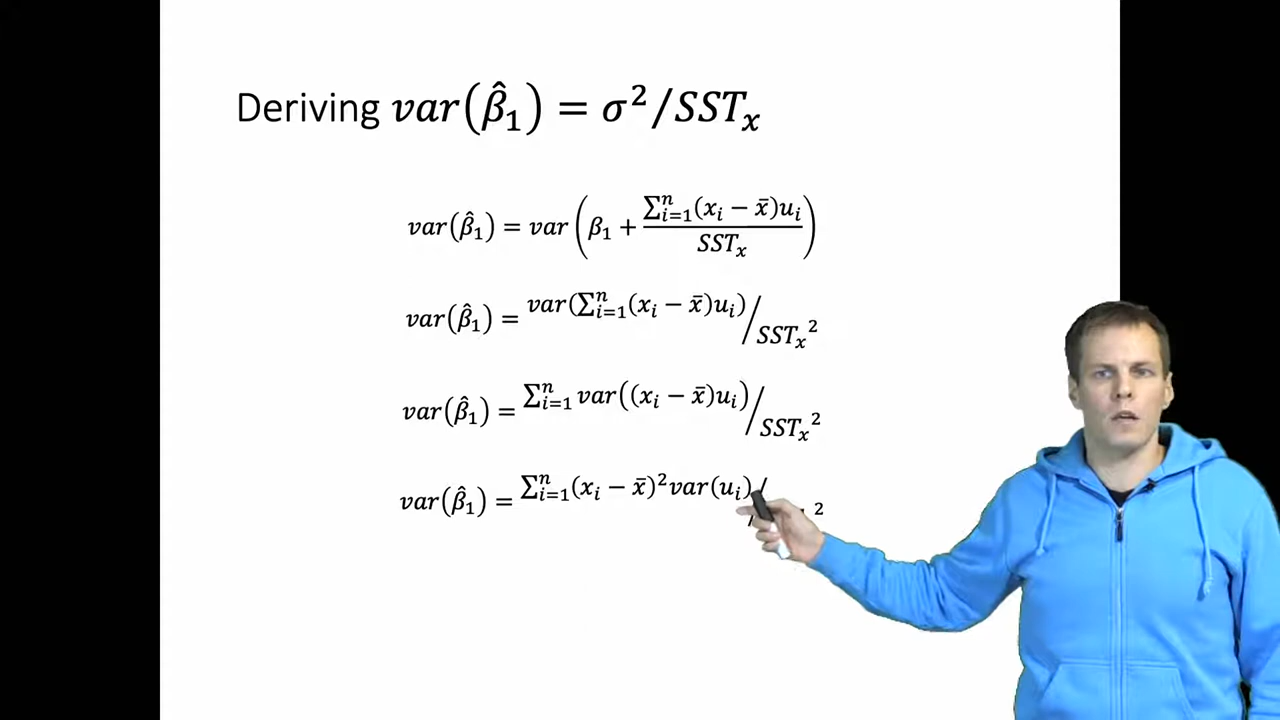 Deriving var(β̂₁) = σ²/SSTₓ
var(β̂₁) = var(β₁ + ∑ⁿᵢ₌₁(xᵢ − x̄)uᵢ / SSTₓ)
var(β̂₁) = var(∑ⁿᵢ₌₁(xᵢ − x̄)uᵢ)/SSTₓ²
var(β̂₁) = ∑ⁿᵢ₌₁ var((xᵢ − x̄)uᵢ)/SSTₓ²
var(β̂₁) = ∑ⁿᵢ₌₁(xᵢ − x̄)²var(uᵢ)/ ²